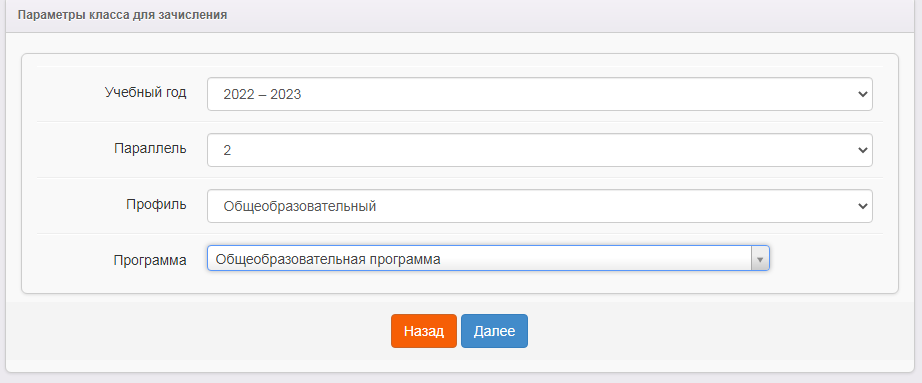 Параметры класса для зачисления
Учебный год 2022 – 2023
Параллель 2
Профиль Общеобразовательный
Программа Общеобразовательная программа
Назад Далее